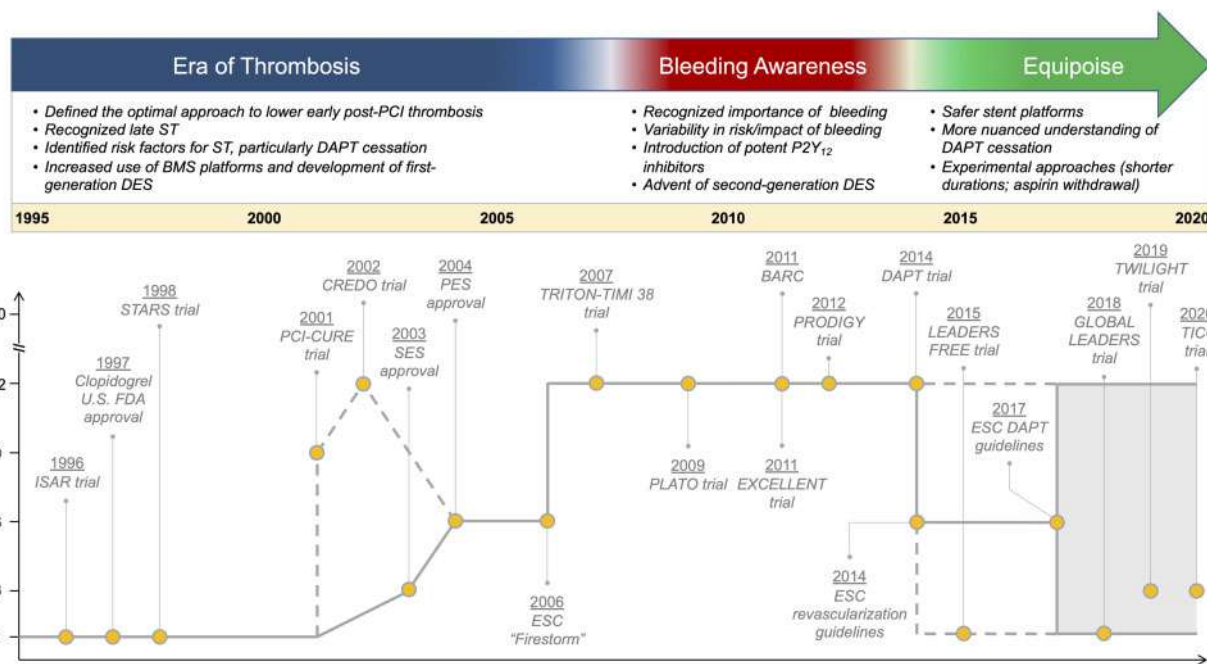 Era of Thrombosis
Bleeding Awareness
Equipoise
• Defined the optimal approach to lower early post-PCI thrombosis
• Recognized late ST
• Identified risk factors for ST, particularly DAPT cessation
• Increased use of BMS platforms and development of first-
generation DES
• Recognized importance of bleeding
• Variability in risk/impact of bleeding
• Introduction of potent P2Y12
inhibitors
• Advent of second-generation DES
• Safer stent platforms
• More nuanced understanding of
DAPT cessation
• Experimental approaches (shorter
durations; aspirin withdrawal)
1995 2000 2005 2010 2015 2020
1996
ISAR trial
1997
Clopidogrel
U.S. FDA
approval
1998
STARS trial
2001
PCI-CURE
trial
2002
CREDO trial
2003
SES
approval
2004
PES
approval
2006
ESC
“Firestorm”
2007
TRITON-TIMI 38
trial
2009
PLATO trial
2011
BARC
2011
EXCELLENT
trial
2012
PRODIGY
trial
2014
DAPT trial
2014
ESC
revascularization
guidelines
2015
LEADERS
FREE trial
2017
ESC DAPT
guidelines
2018
GLOBAL
LEADERS
trial
2019
TWILIGHT
trial
trial